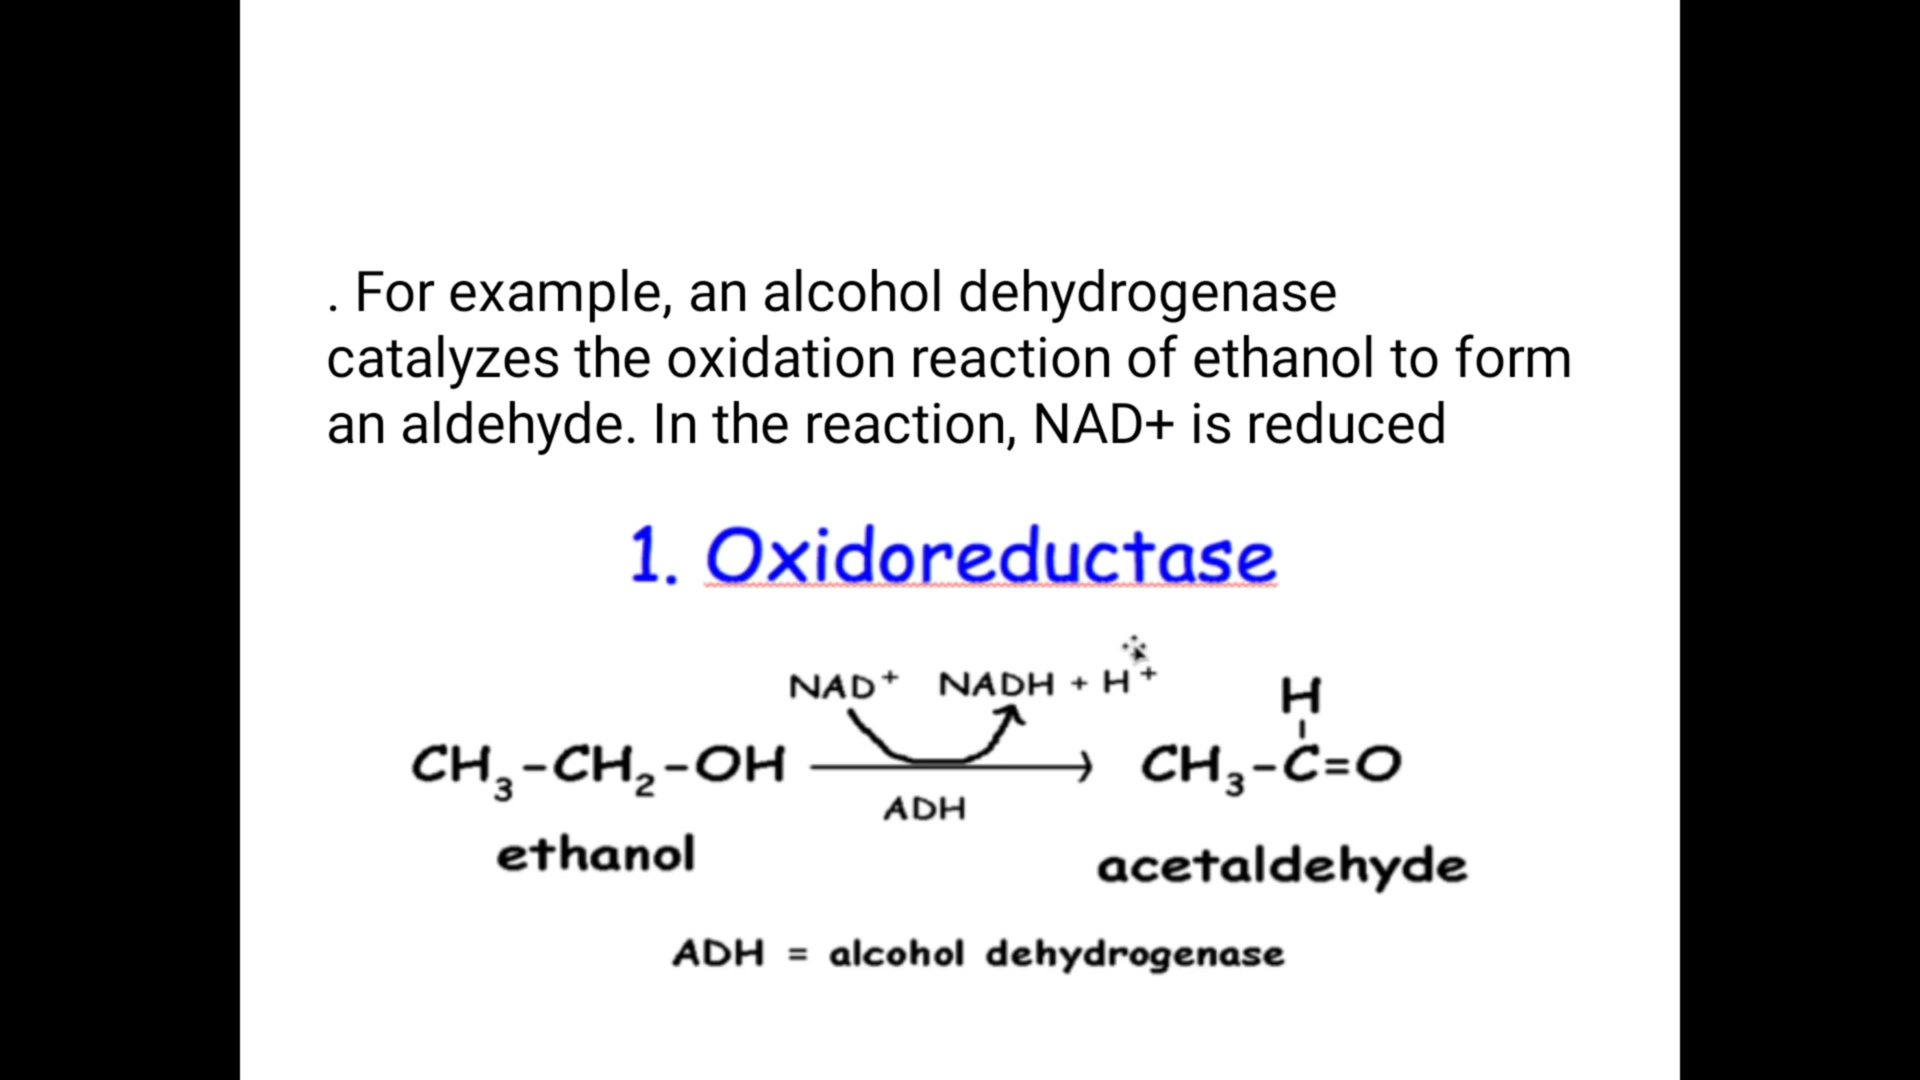 . For example, an alcohol dehydrogenase
catalyzes the oxidation reaction of ethanol to form
an aldehyde. In the reaction, NAD+ is reduced
1. Oxidoreductase
NAD⁺ NADH + H⁺
H
CH₃-CH₂-OH CH₃-C=O
ADH
ethanol acetaldehyde
ADH = alcohol dehydrogenase